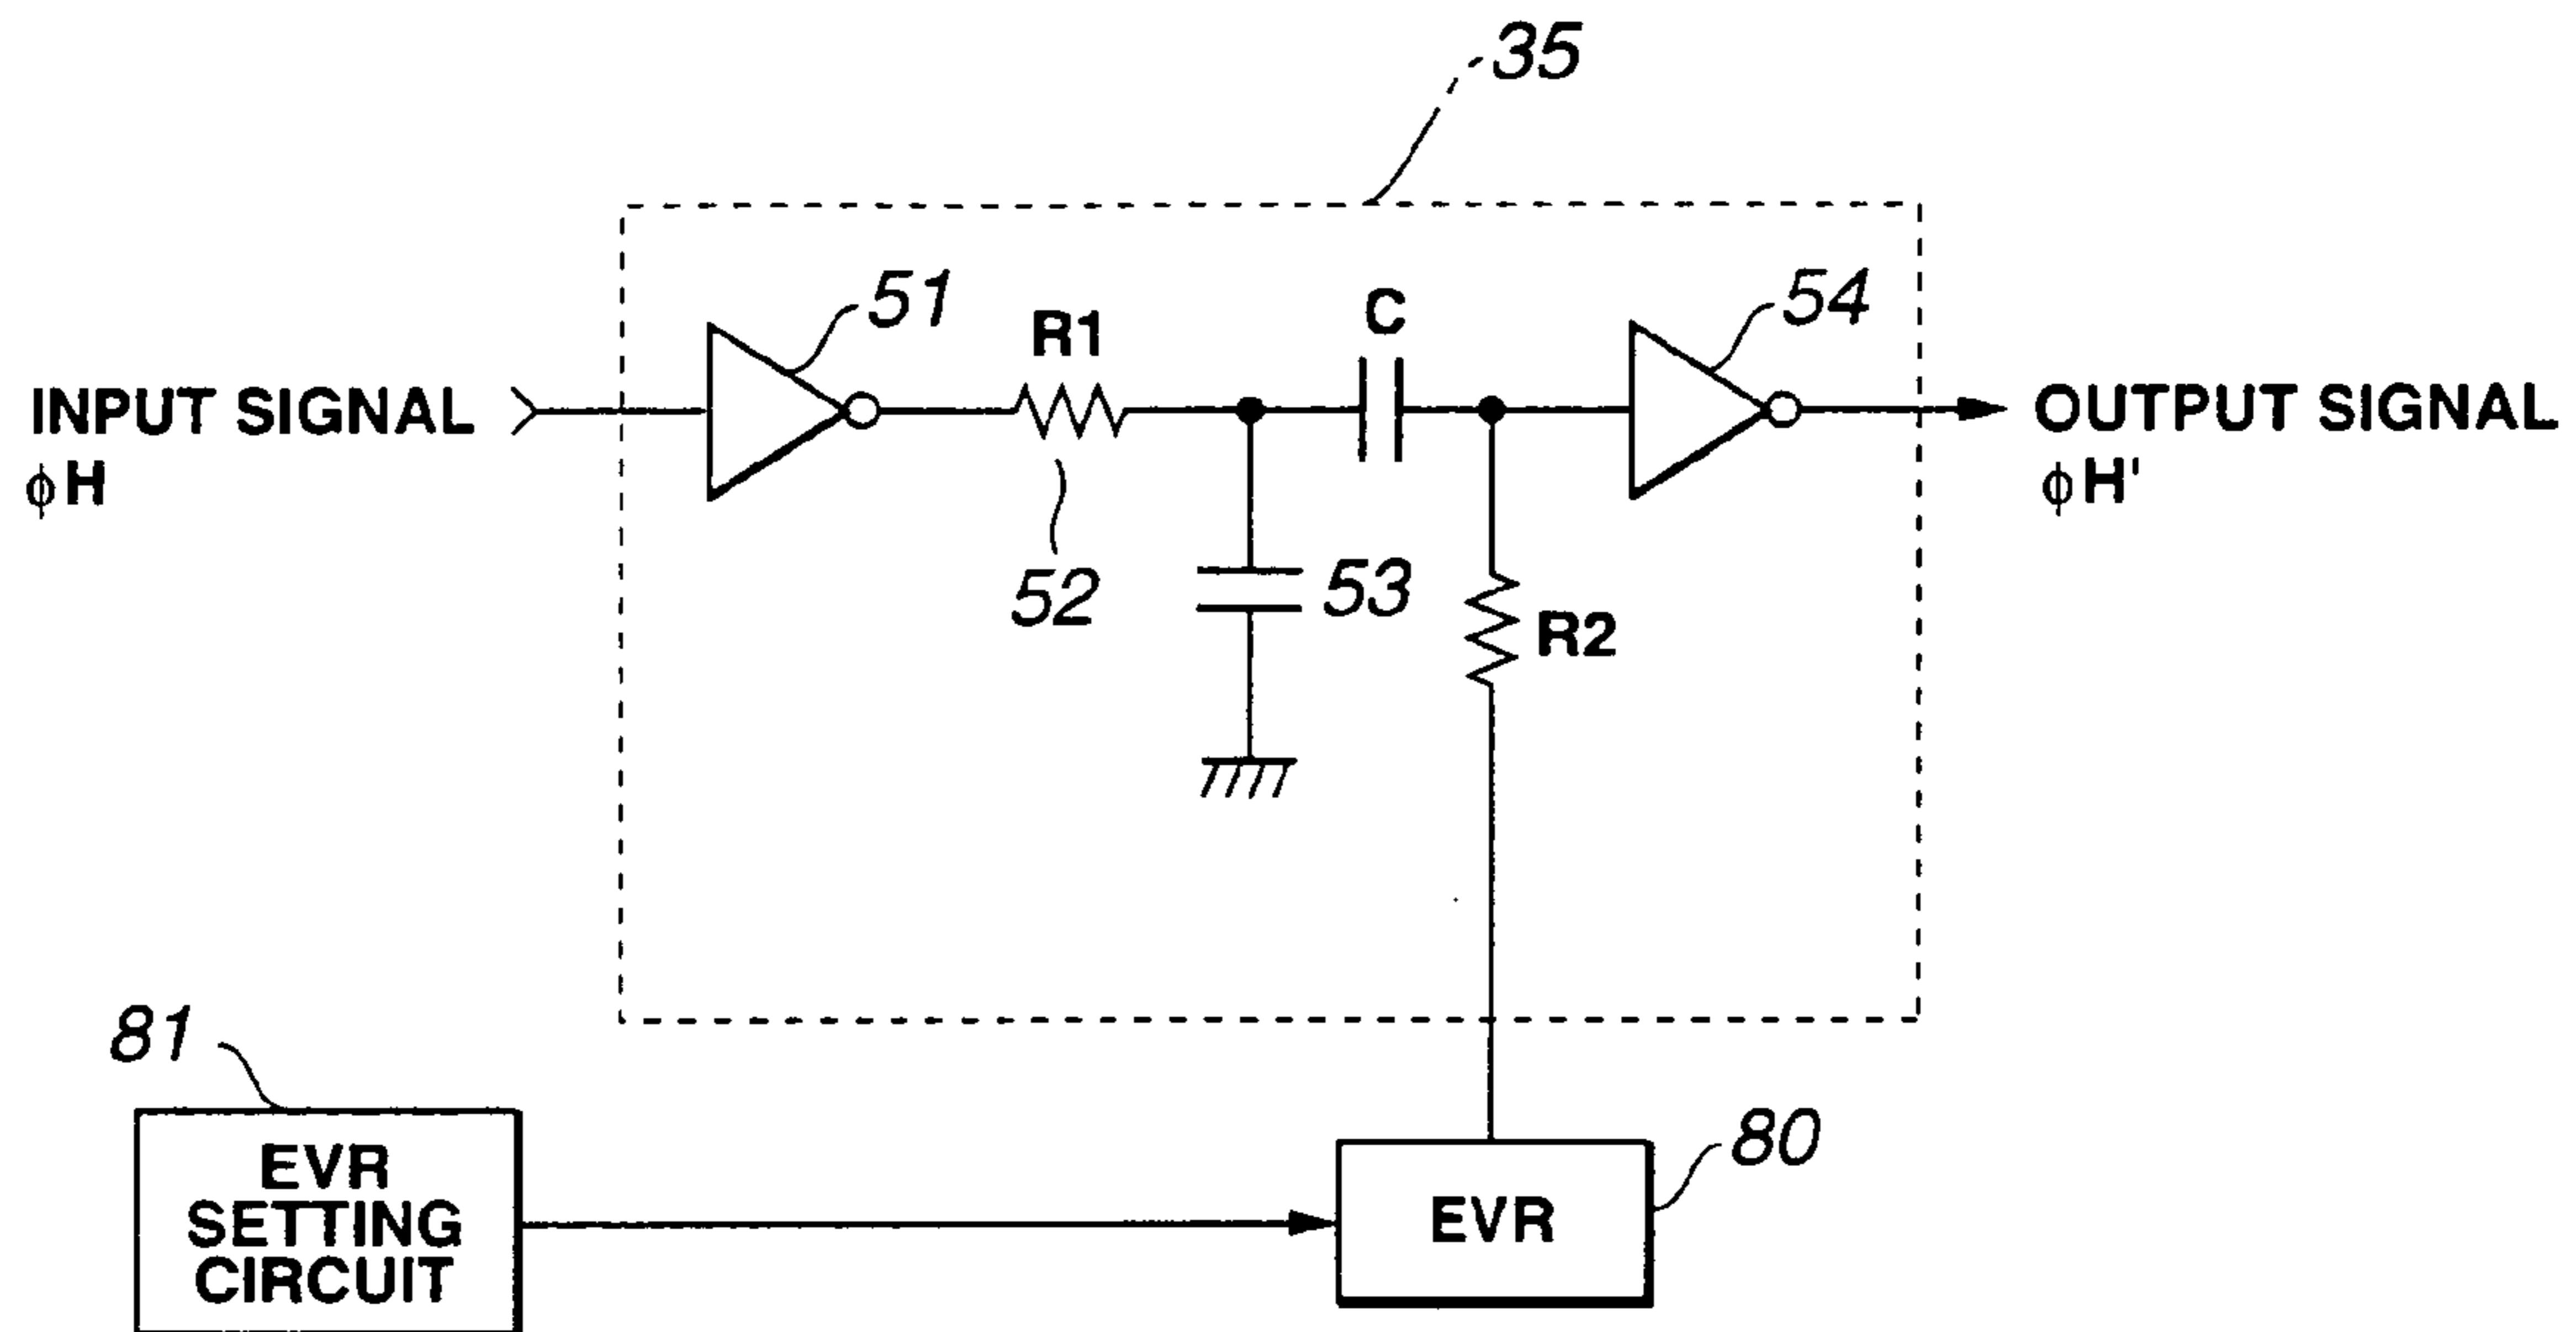 35
51
54
R1
C
INPUT SIGNAL
φH
OUTPUT SIGNAL
φH'
52
53
R2
81
80
EVR
SETTING
CIRCUIT
EVR